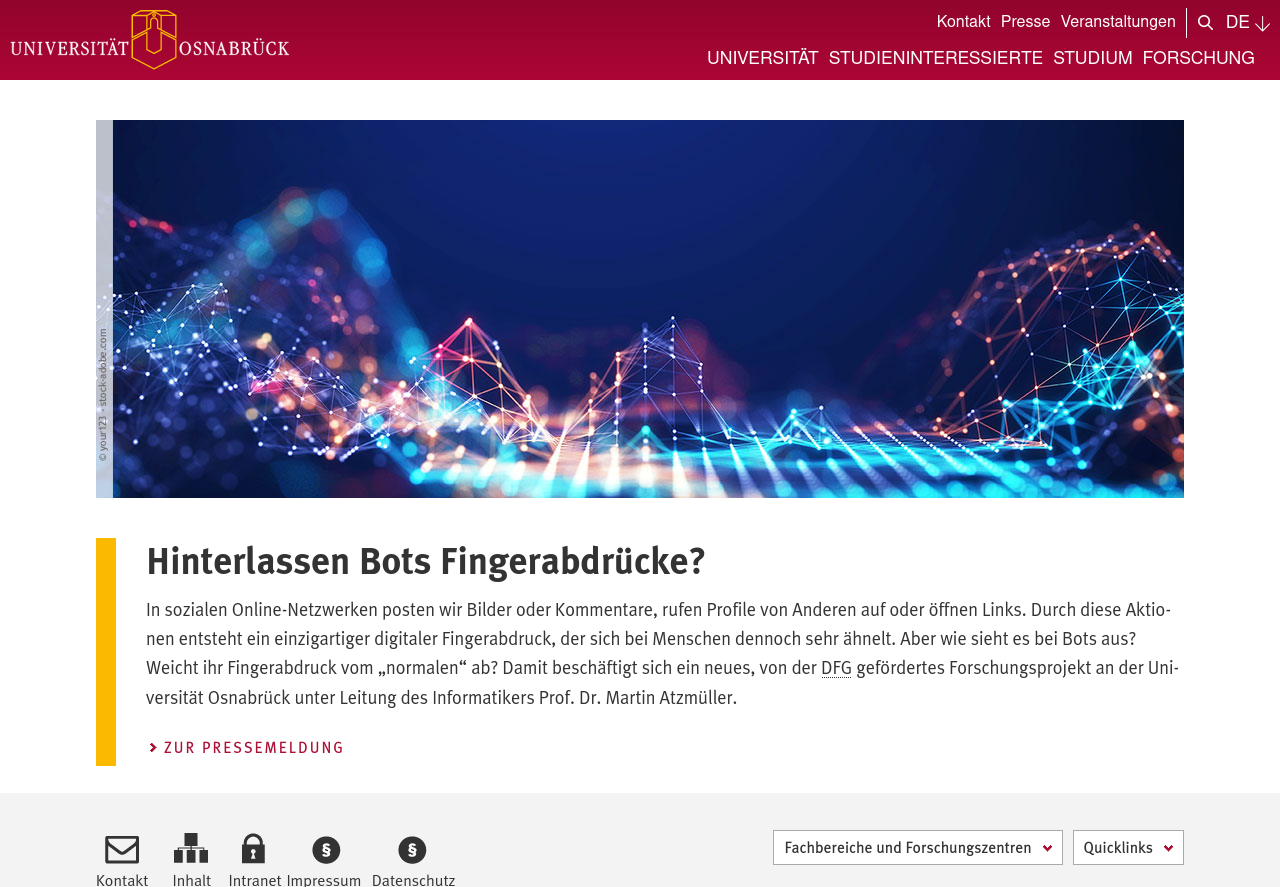 UNIVERSITÄT OSNABRÜCK
Kontakt Presse Veranstaltungen DE
UNIVERSITÄT STUDIENINTERESSIERTE STUDIUM FORSCHUNG
© your123 - stock-adobe.com
Hinterlassen Bots Fingerabdrücke?
In sozialen Online-Netzwerken posten wir Bilder oder Kommentare, rufen Profile von Anderen auf oder öffnen Links. Durch diese Aktio-
nen entsteht ein einzigartiger digitaler Fingerabdruck, der sich bei Menschen dennoch sehr ähnelt. Aber wie sieht es bei Bots aus?
Weicht ihr Fingerabdruck vom „normalen“ ab? Damit beschäftigt sich ein neues, von der DFG gefördertes Forschungsprojekt an der Uni-
versität Osnabrück unter Leitung des Informatikers Prof. Dr. Martin Atzmüller.
ZUR PRESSEMELDUNG
§ §
Kontakt Inhalt Intranet Impressum Datenschutz
Fachbereiche und Forschungszentren Quicklinks